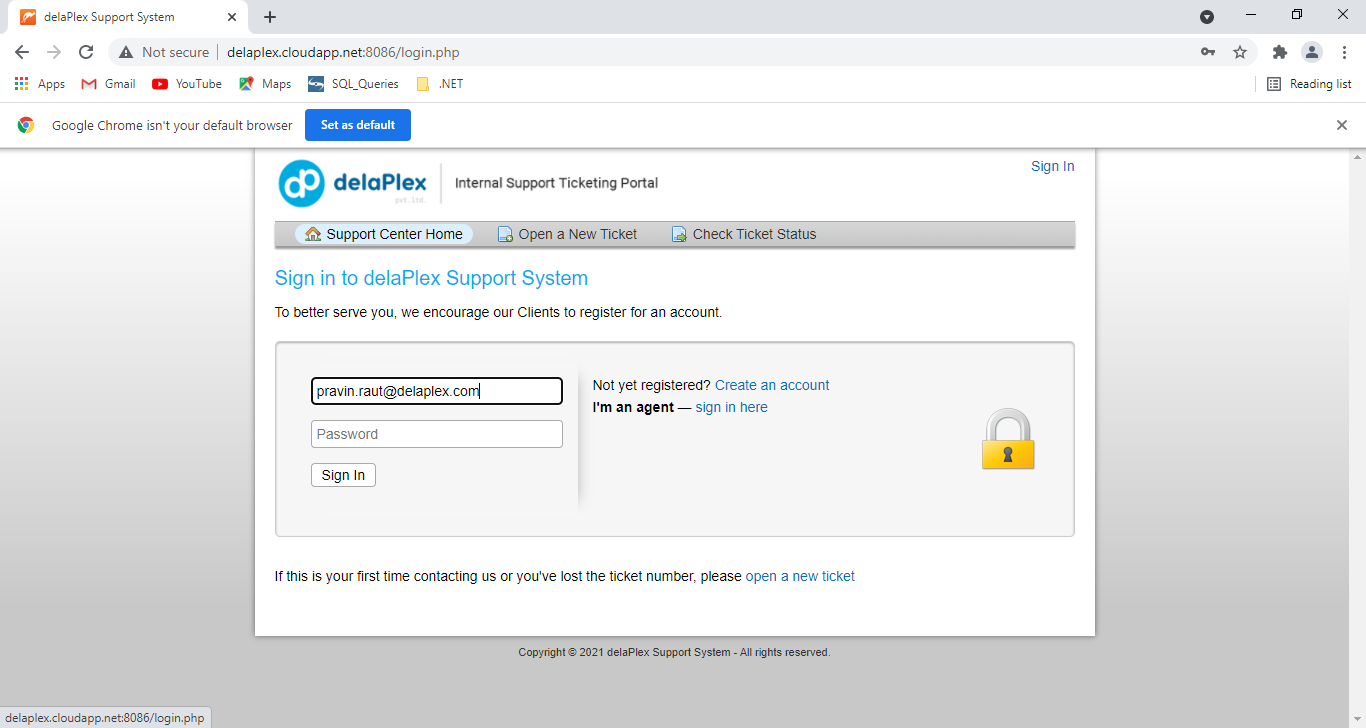 delaPlex Support System
Not secure delaplex.cloudapp.net:8086/login.php
Apps Gmail YouTube Maps SQL_Queries .NET Reading list
Google Chrome isn't your default browser Set as default
Sign In
dp delaPlex Internal Support Ticketing Portal
pvt.ltd.
Support Center Home Open a New Ticket Check Ticket Status
Sign in to delaPlex Support System
To better serve you, we encourage our Clients to register for an account.
pravin.raut@delaplex.com
Not yet registered? Create an account
I'm an agent — sign in here
Password
Sign In
If this is your first time contacting us or you've lost the ticket number, please open a new ticket
Copyright © 2021 delaPlex Support System - All rights reserved.
delaplex.cloudapp.net:8086/login.php